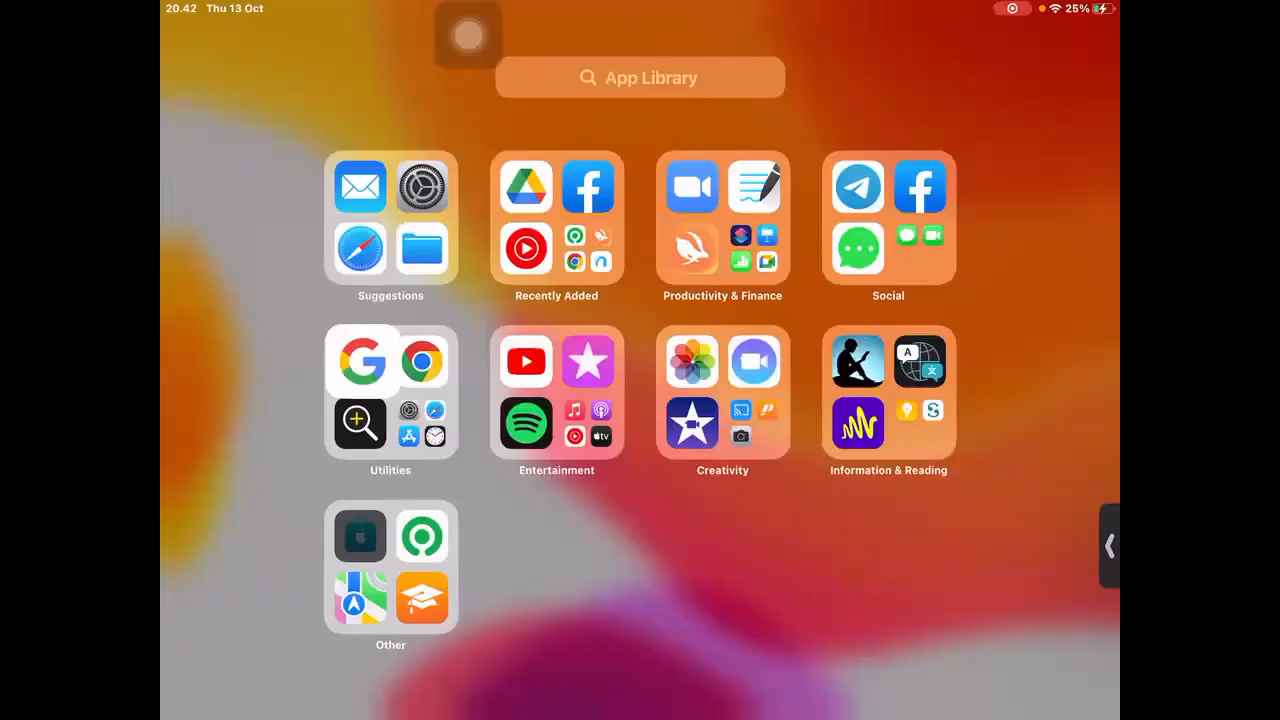 20.42 Thu 13 Oct
25%
App Library
Suggestions
Recently Added
Productivity & Finance
Social
Utilities
Entertainment
Creativity
Information & Reading
Other